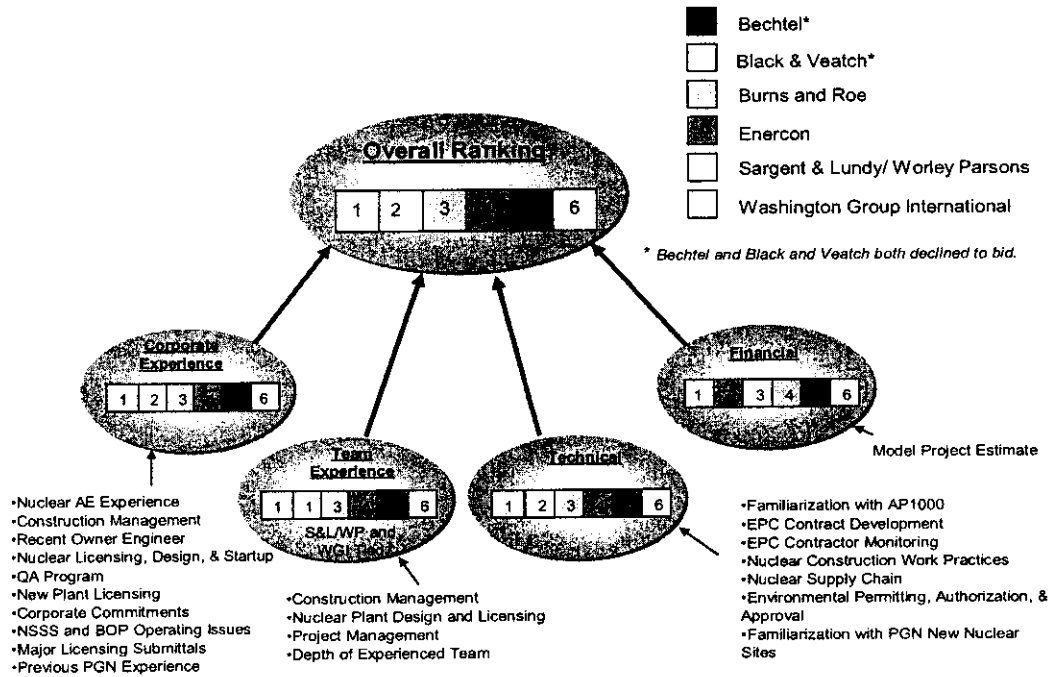 Bechtel*
Black & Veatch*
Burns and Roe
Enercon
Sargent & Lundy/ Worley Parsons
Washington Group International
* Bechtel and Black and Veatch both declined to bid.
Overall Ranking
1 2 3 6
Corporate
Experience
1 2 3 6
Financial
1 3 4 6
Model Project Estimate
Team
Experience
1 1 3 6
S&L/WP and
WGI Tied
Technical
1 2 3 6
•Nuclear AE Experience
•Construction Management
•Recent Owner Engineer
•Nuclear Licensing, Design, & Startup
•QA Program
•New Plant Licensing
•Corporate Commitments
•NSSS and BOP Operating Issues
•Major Licensing Submittals
•Previous PGN Experience
•Construction Management
•Nuclear Plant Design and Licensing
•Project Management
•Depth of Experienced Team
•Familiarization with AP1000
•EPC Contract Development
•EPC Contractor Monitoring
•Nuclear Construction Work Practices
•Nuclear Supply Chain
•Environmental Permitting, Authorization, &
Approval
•Familiarization with PGN New Nuclear
Sites